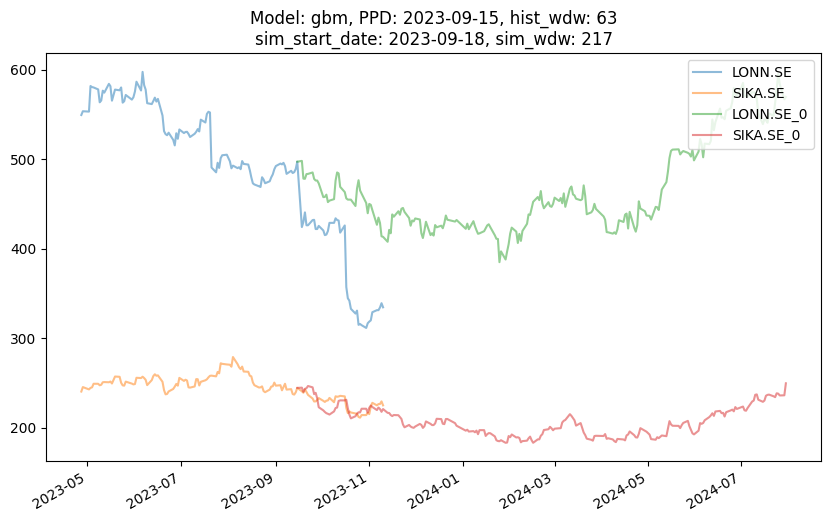 Model: gbm, PPD: 2023-09-15, hist_wdw: 63
sim_start_date: 2023-09-18, sim_wdw: 217
600
500
400
300
200
LONN.SE
SIKA.SE
LONN.SE_0
SIKA.SE_0
2023-05
2023-07
2023-09
2023-11
2024-01
2024-03
2024-05
2024-07